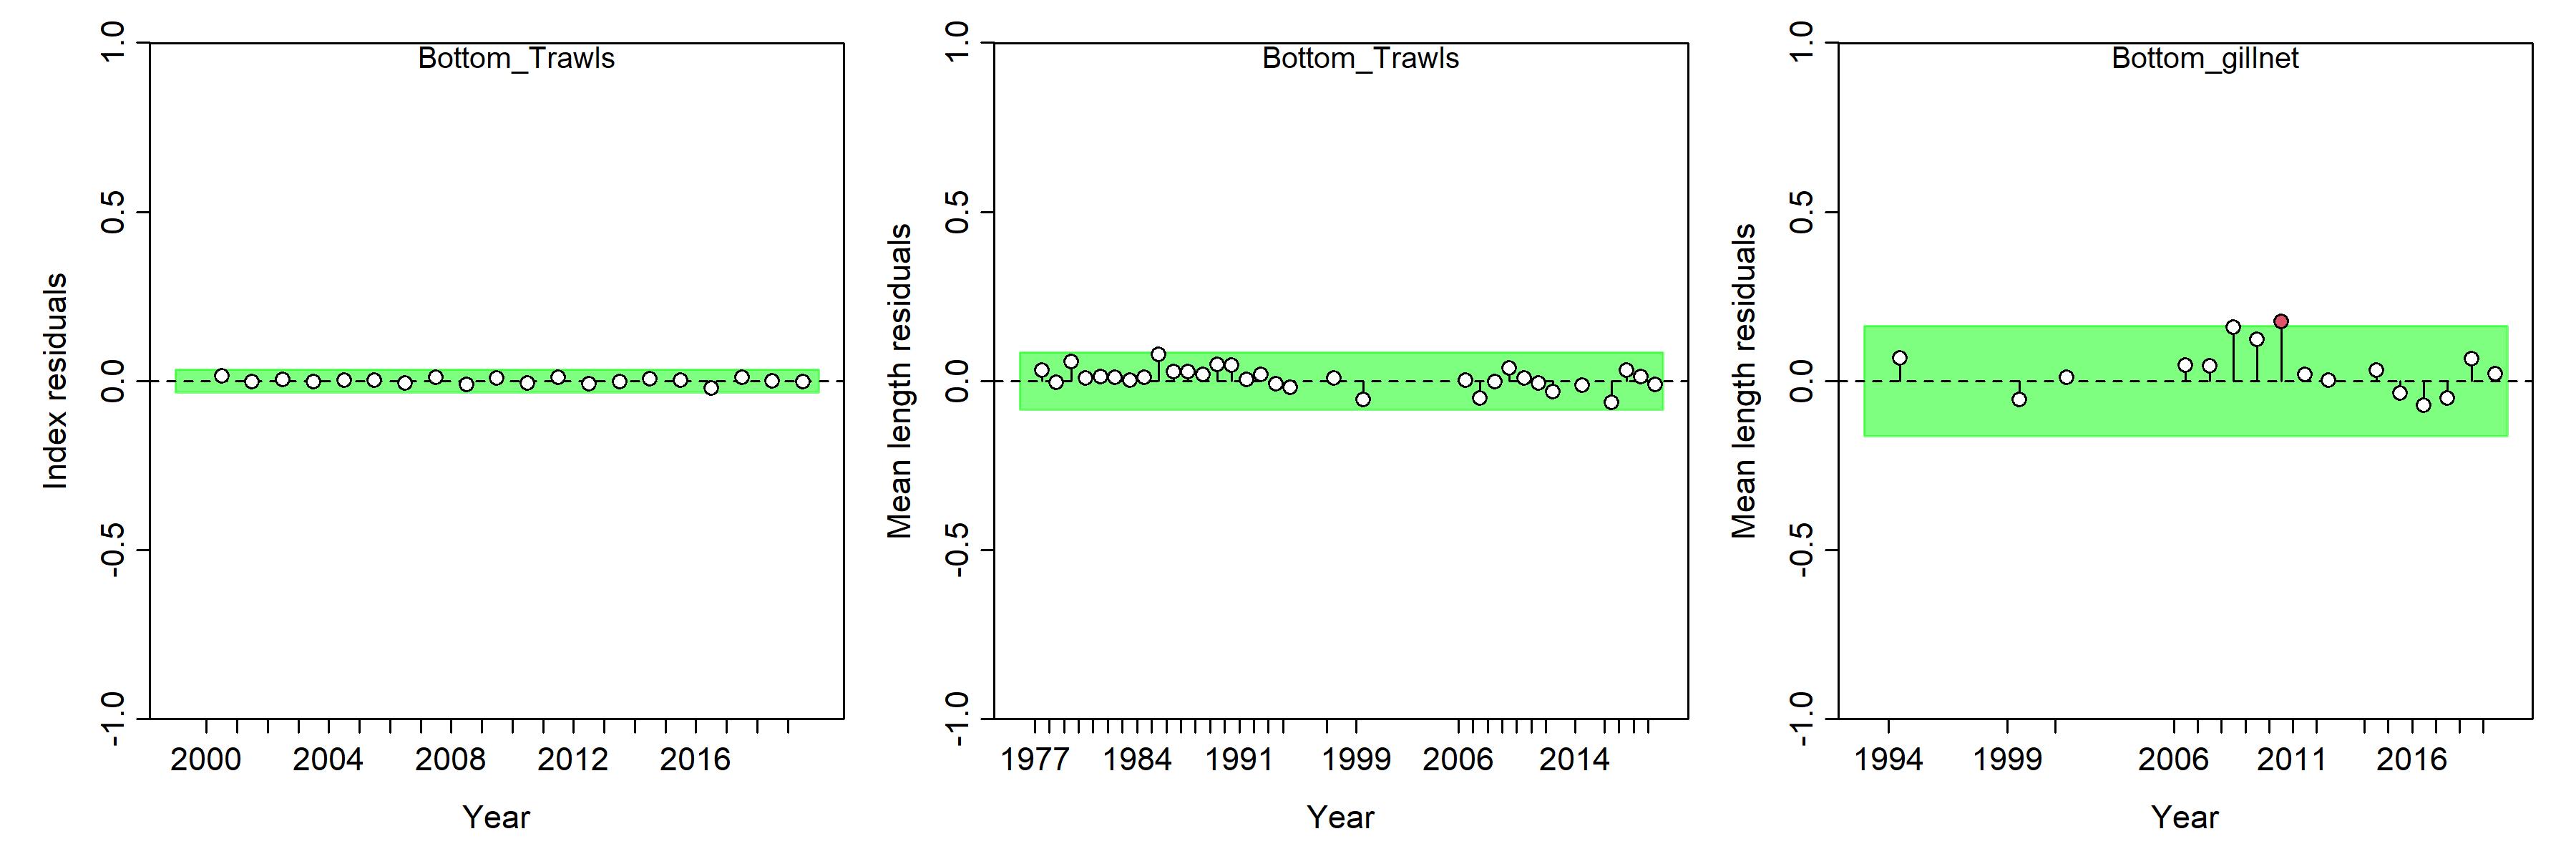 Bottom_Trawls
1.0
0.5
0.0
-0.5
-1.0
Index residuals
2000 2004 2008 2012 2016
Year
Bottom_Trawls
1.0
0.5
0.0
-0.5
-1.0
Mean length residuals
1977 1984 1991 1999 2006 2014
Year
Bottom_gillnet
1.0
0.5
0.0
-0.5
-1.0
Mean length residuals
1994 1999 2006 2011 2016
Year